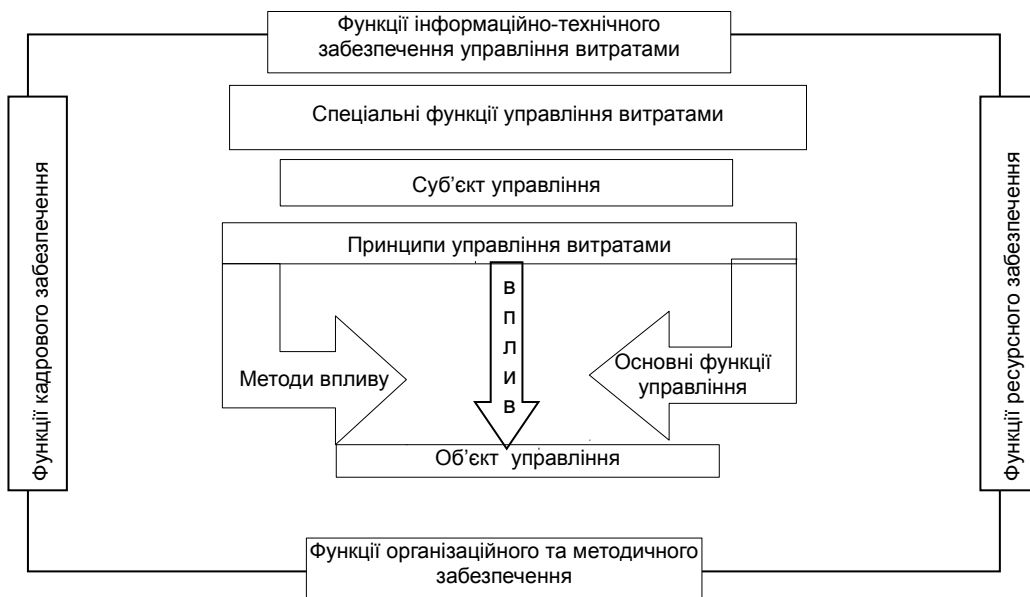 Функції інформаційно-технічного
забезпечення управління витратами
Спеціальні функції управління витратами
Суб’єкт управління
Принципи управління витратами
Функції кадрового забезпечення
вплив
Методи впливу
Основні функції
управління
Функції ресурсного забезпечення
Об’єкт управління
Функції організаційного та методичного
забезпечення